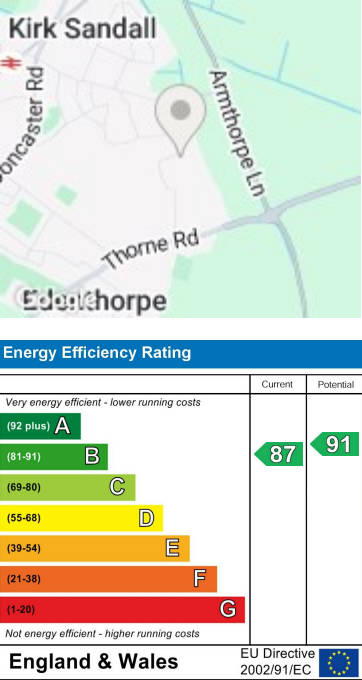 Kirk Sandall
oncaster Rd
Armthorpe Ln
Thorne Rd
Edenthorpe
Google
Energy Efficiency Rating
Current
Potential
Very energy efficient - lower running costs
(92 plus) A
(81-91) B
(69-80) C
(55-68) D
(39-54) E
(21-38) F
(1-20) G
87
91
Not energy efficient - higher running costs
England & Wales
EU Directive
2002/91/EC